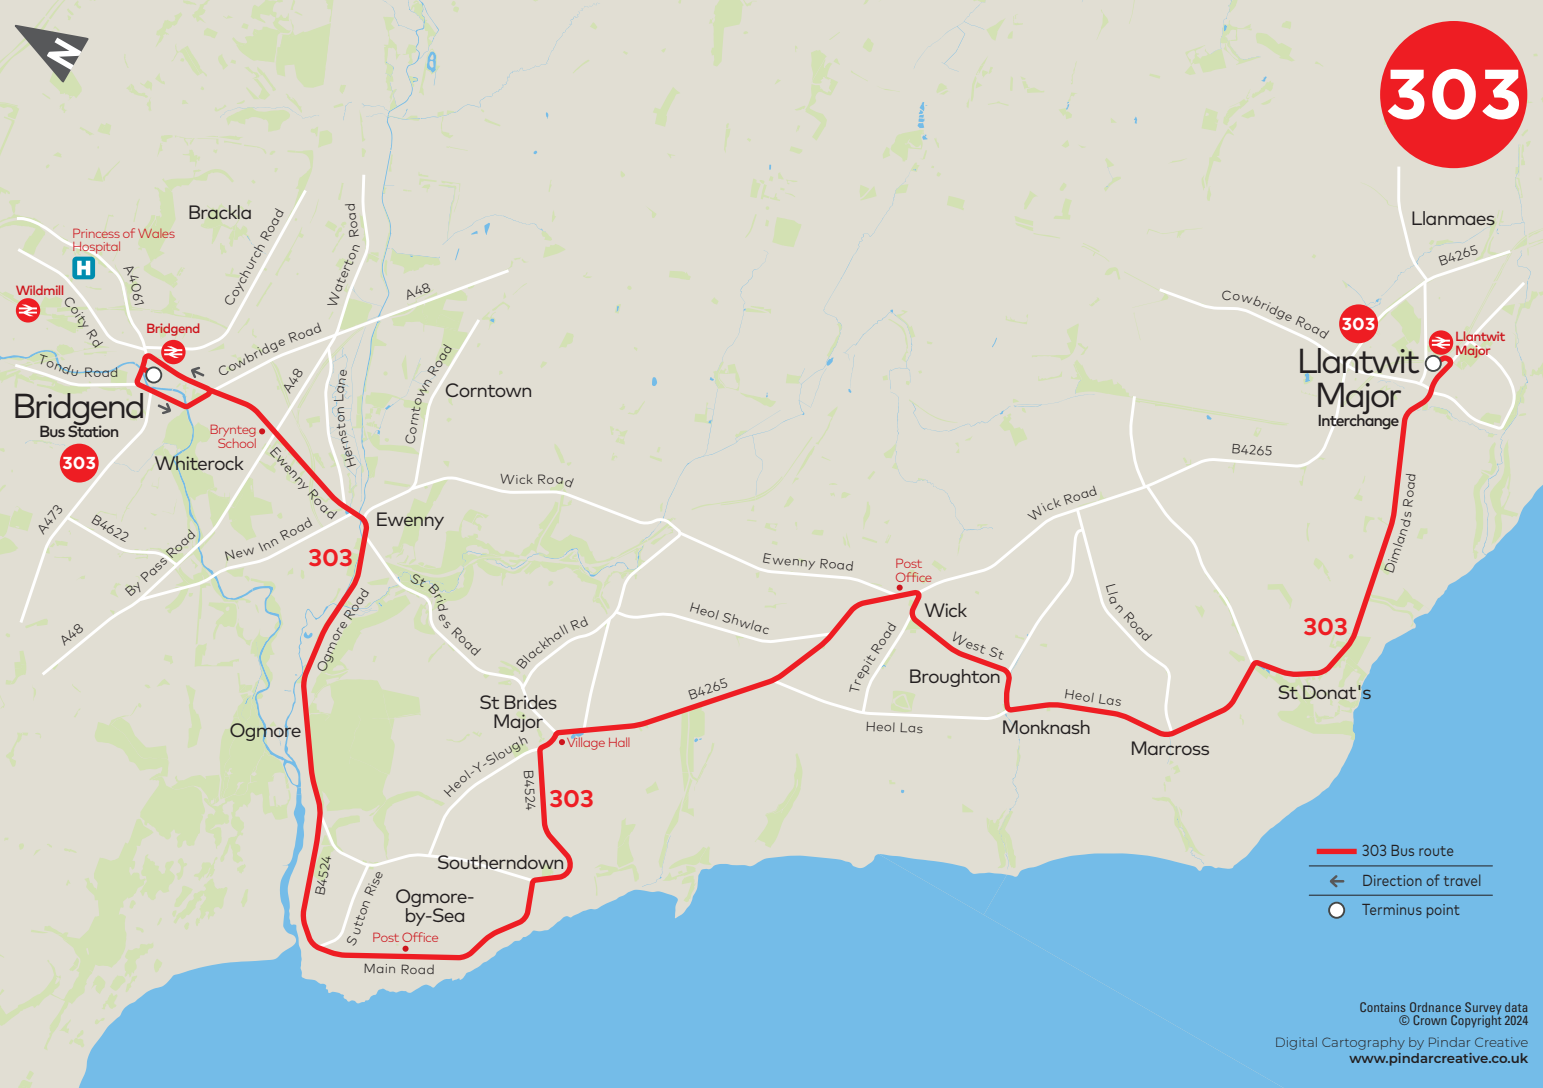 N
303
Brackla
Princess of Wales
Hospital
H
Wildmill
A4061
Coity Rd
Coychurch Road
Waterton Road
A48
Bridgend
Cowbridge Road
Tondu Road
A48
Bridgend
Bus Station
303
Brynteg
School
Whiterock
Ewenny Road
Hernston Lane
Corntown Road
Corntown
A473
B4622
By Pass Road
New Inn Road
A48
Wick Road
Ewenny
303
Ogmore Road
St Brides Road
Blackhall Rd
Heol Shwlac
Ewenny Road
Post
Office
Wick
West St
Trepit Road
Broughton
Wick Road
B4265
Llan Road
Llanmaes
B4265
Cowbridge Road
303
Llantwit
Major
Llantwit
Major
Interchange
Dimlands Road
303
St Donat's
B4265
St Brides
Major
Village Hall
Heol-Y-Slough
B4524
303
Ogmore
Heol Las
Heol Las
Monknash
Marcross
Southerndown
B4524
Sutton Rise
Ogmore-
by-Sea
Post Office
Main Road
303 Bus route
Direction of travel
Terminus point
Contains Ordnance Survey data
© Crown Copyright 2024
Digital Cartography by Pindar Creative
www.pindarcreative.co.uk